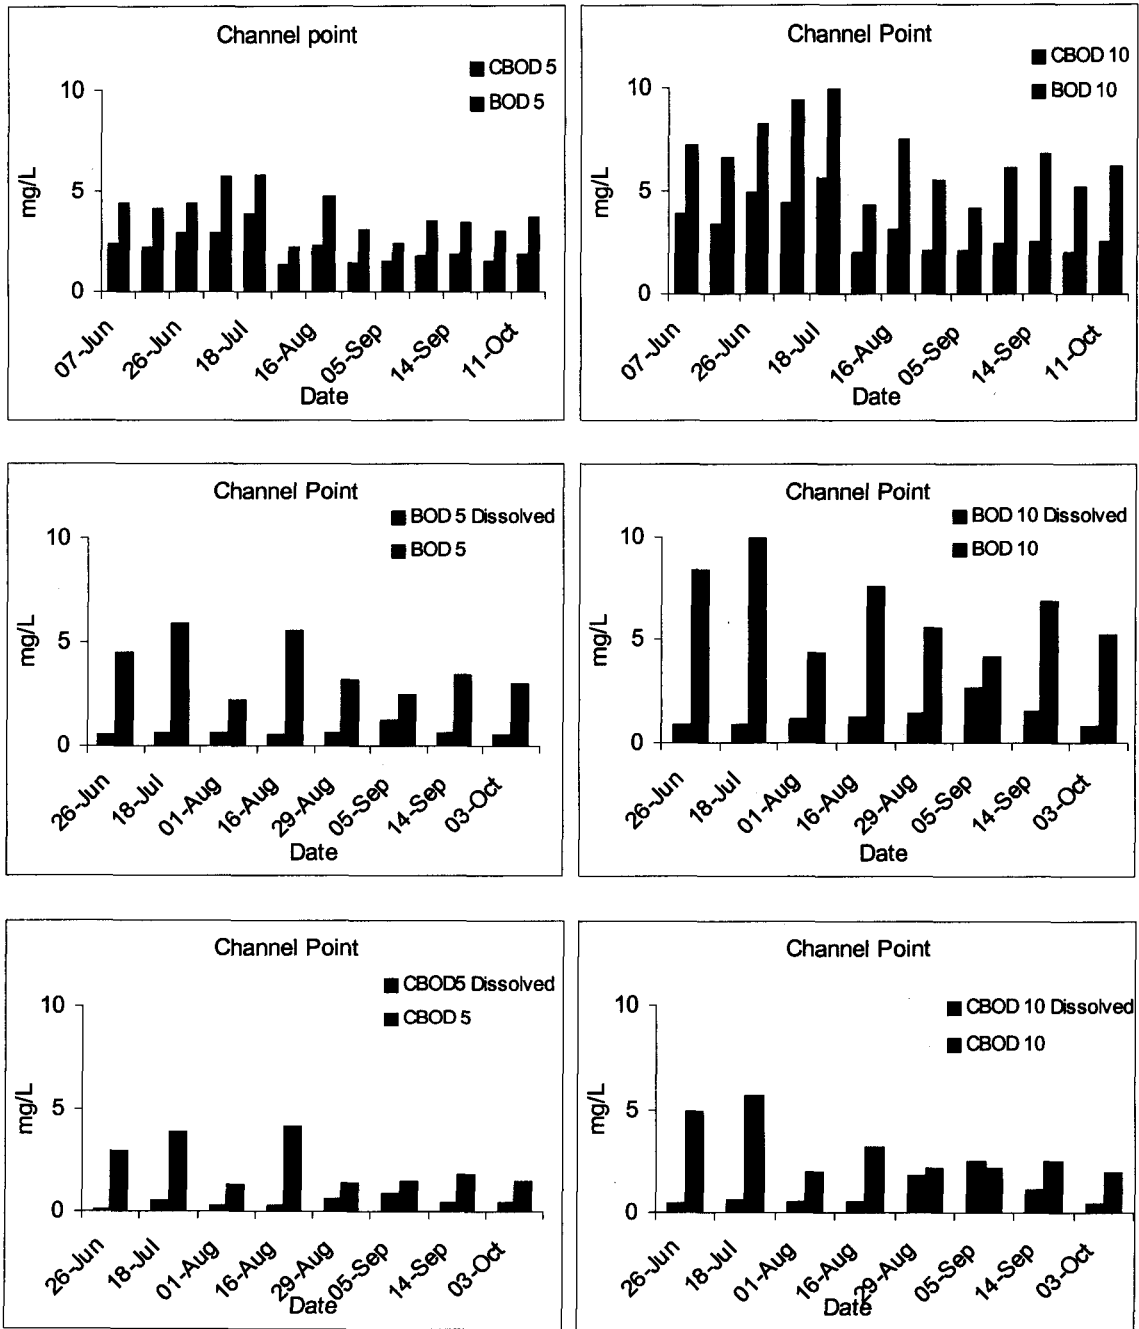 Channel point
CBOD 5
BOD 5
10
5
0
mg/L
07-Jun
26-Jun
18-Jul
16-Aug
05-Sep
14-Sep
11-Oct
Date
Channel Point
CBOD 10
BOD 10
10
5
0
mg/L
07-Jun
26-Jun
18-Jul
16-Aug
05-Sep
14-Sep
11-Oct
Date
Channel Point
BOD 5 Dissolved
BOD 5
10
5
0
mg/L
26-Jun
18-Jul
01-Aug
16-Aug
29-Aug
05-Sep
14-Sep
03-Oct
Date
Channel Point
BOD 10 Dissolved
BOD 10
10
5
0
mg/L
26-Jun
18-Jul
01-Aug
16-Aug
29-Aug
05-Sep
14-Sep
03-Oct
Date
Channel Point
CBOD5 Dissolved
CBOD 5
10
5
0
mg/L
26-Jun
18-Jul
01-Aug
16-Aug
29-Aug
05-Sep
14-Sep
03-Oct
Date
Channel Point
CBOD 10 Dissolved
CBOD 10
10
5
0
mg/L
26-Jun
18-Jul
01-Aug
16-Aug
29-Aug
05-Sep
14-Sep
03-Oct
Date